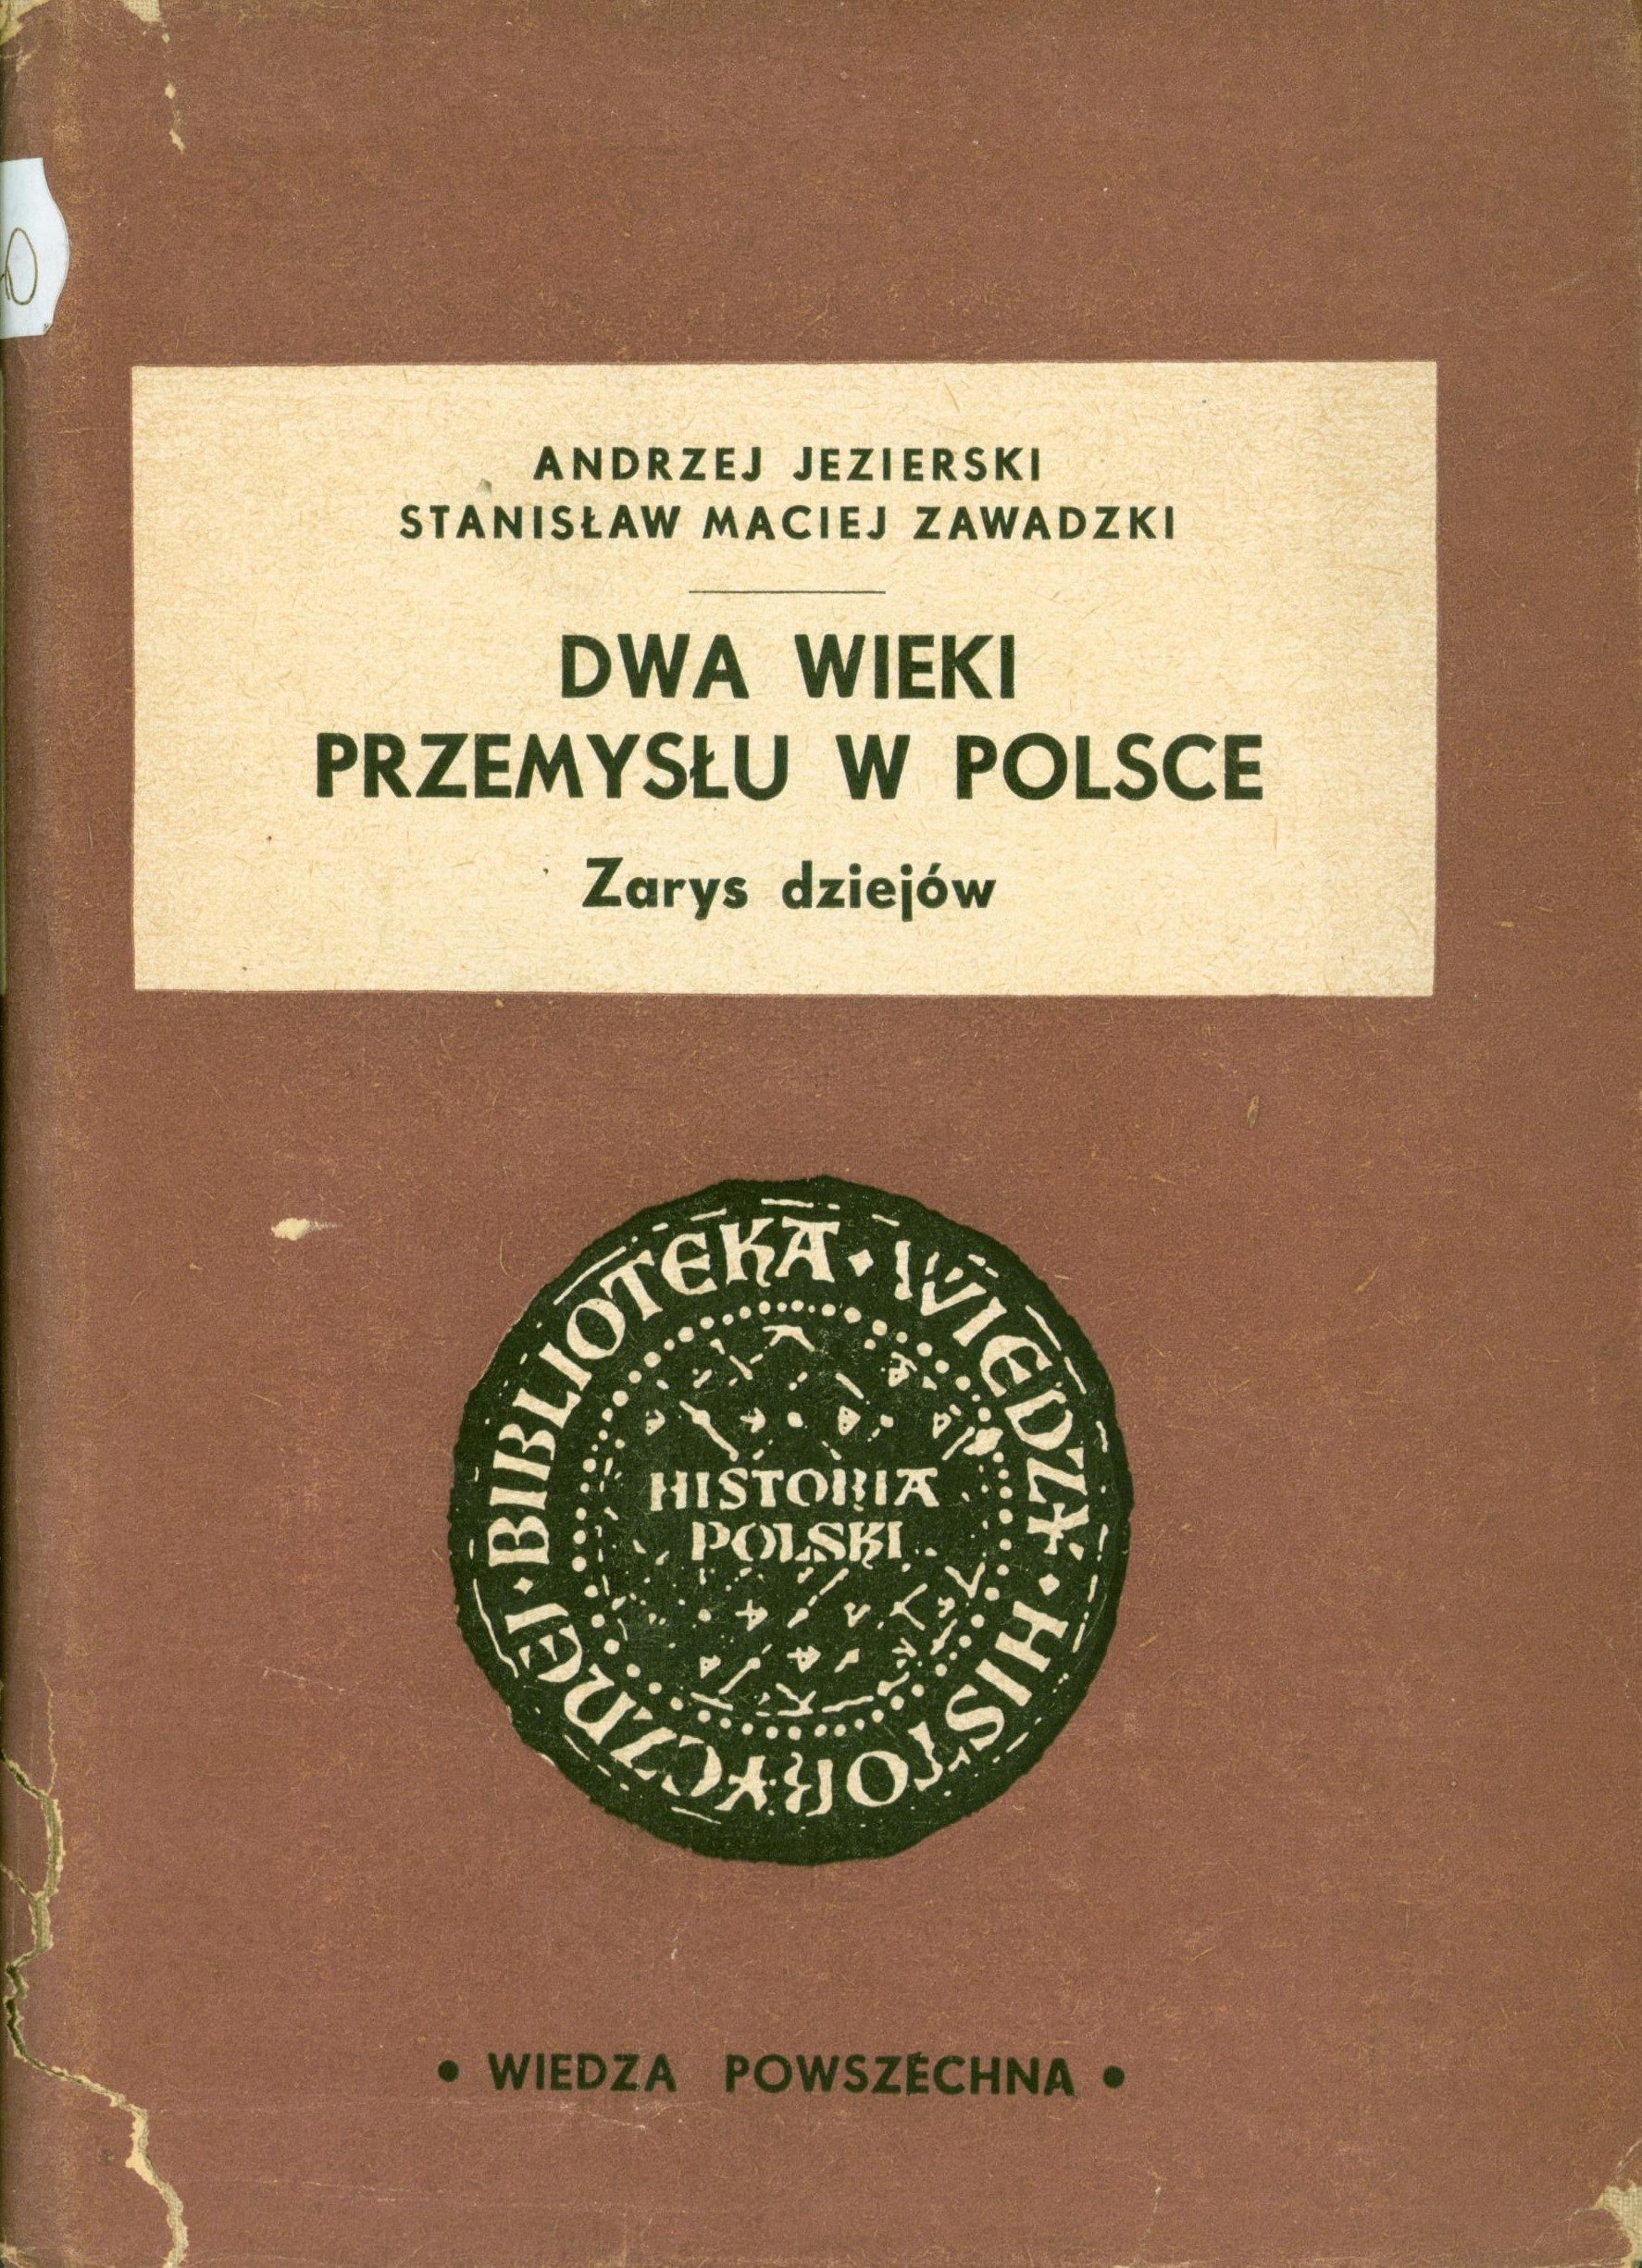 ANDRZEJ JEZIERSKI
STANISŁAW MACIEJ ZAWADZKI
DWA WIEKI
PRZEMYSŁU W POLSCE
Zarys dziejów
BIBLIOTEKA · WIEDZY · HISTORYCZNEJ ·
HISTORIA
POLSKI
• WIEDZA POWSZECHNA •